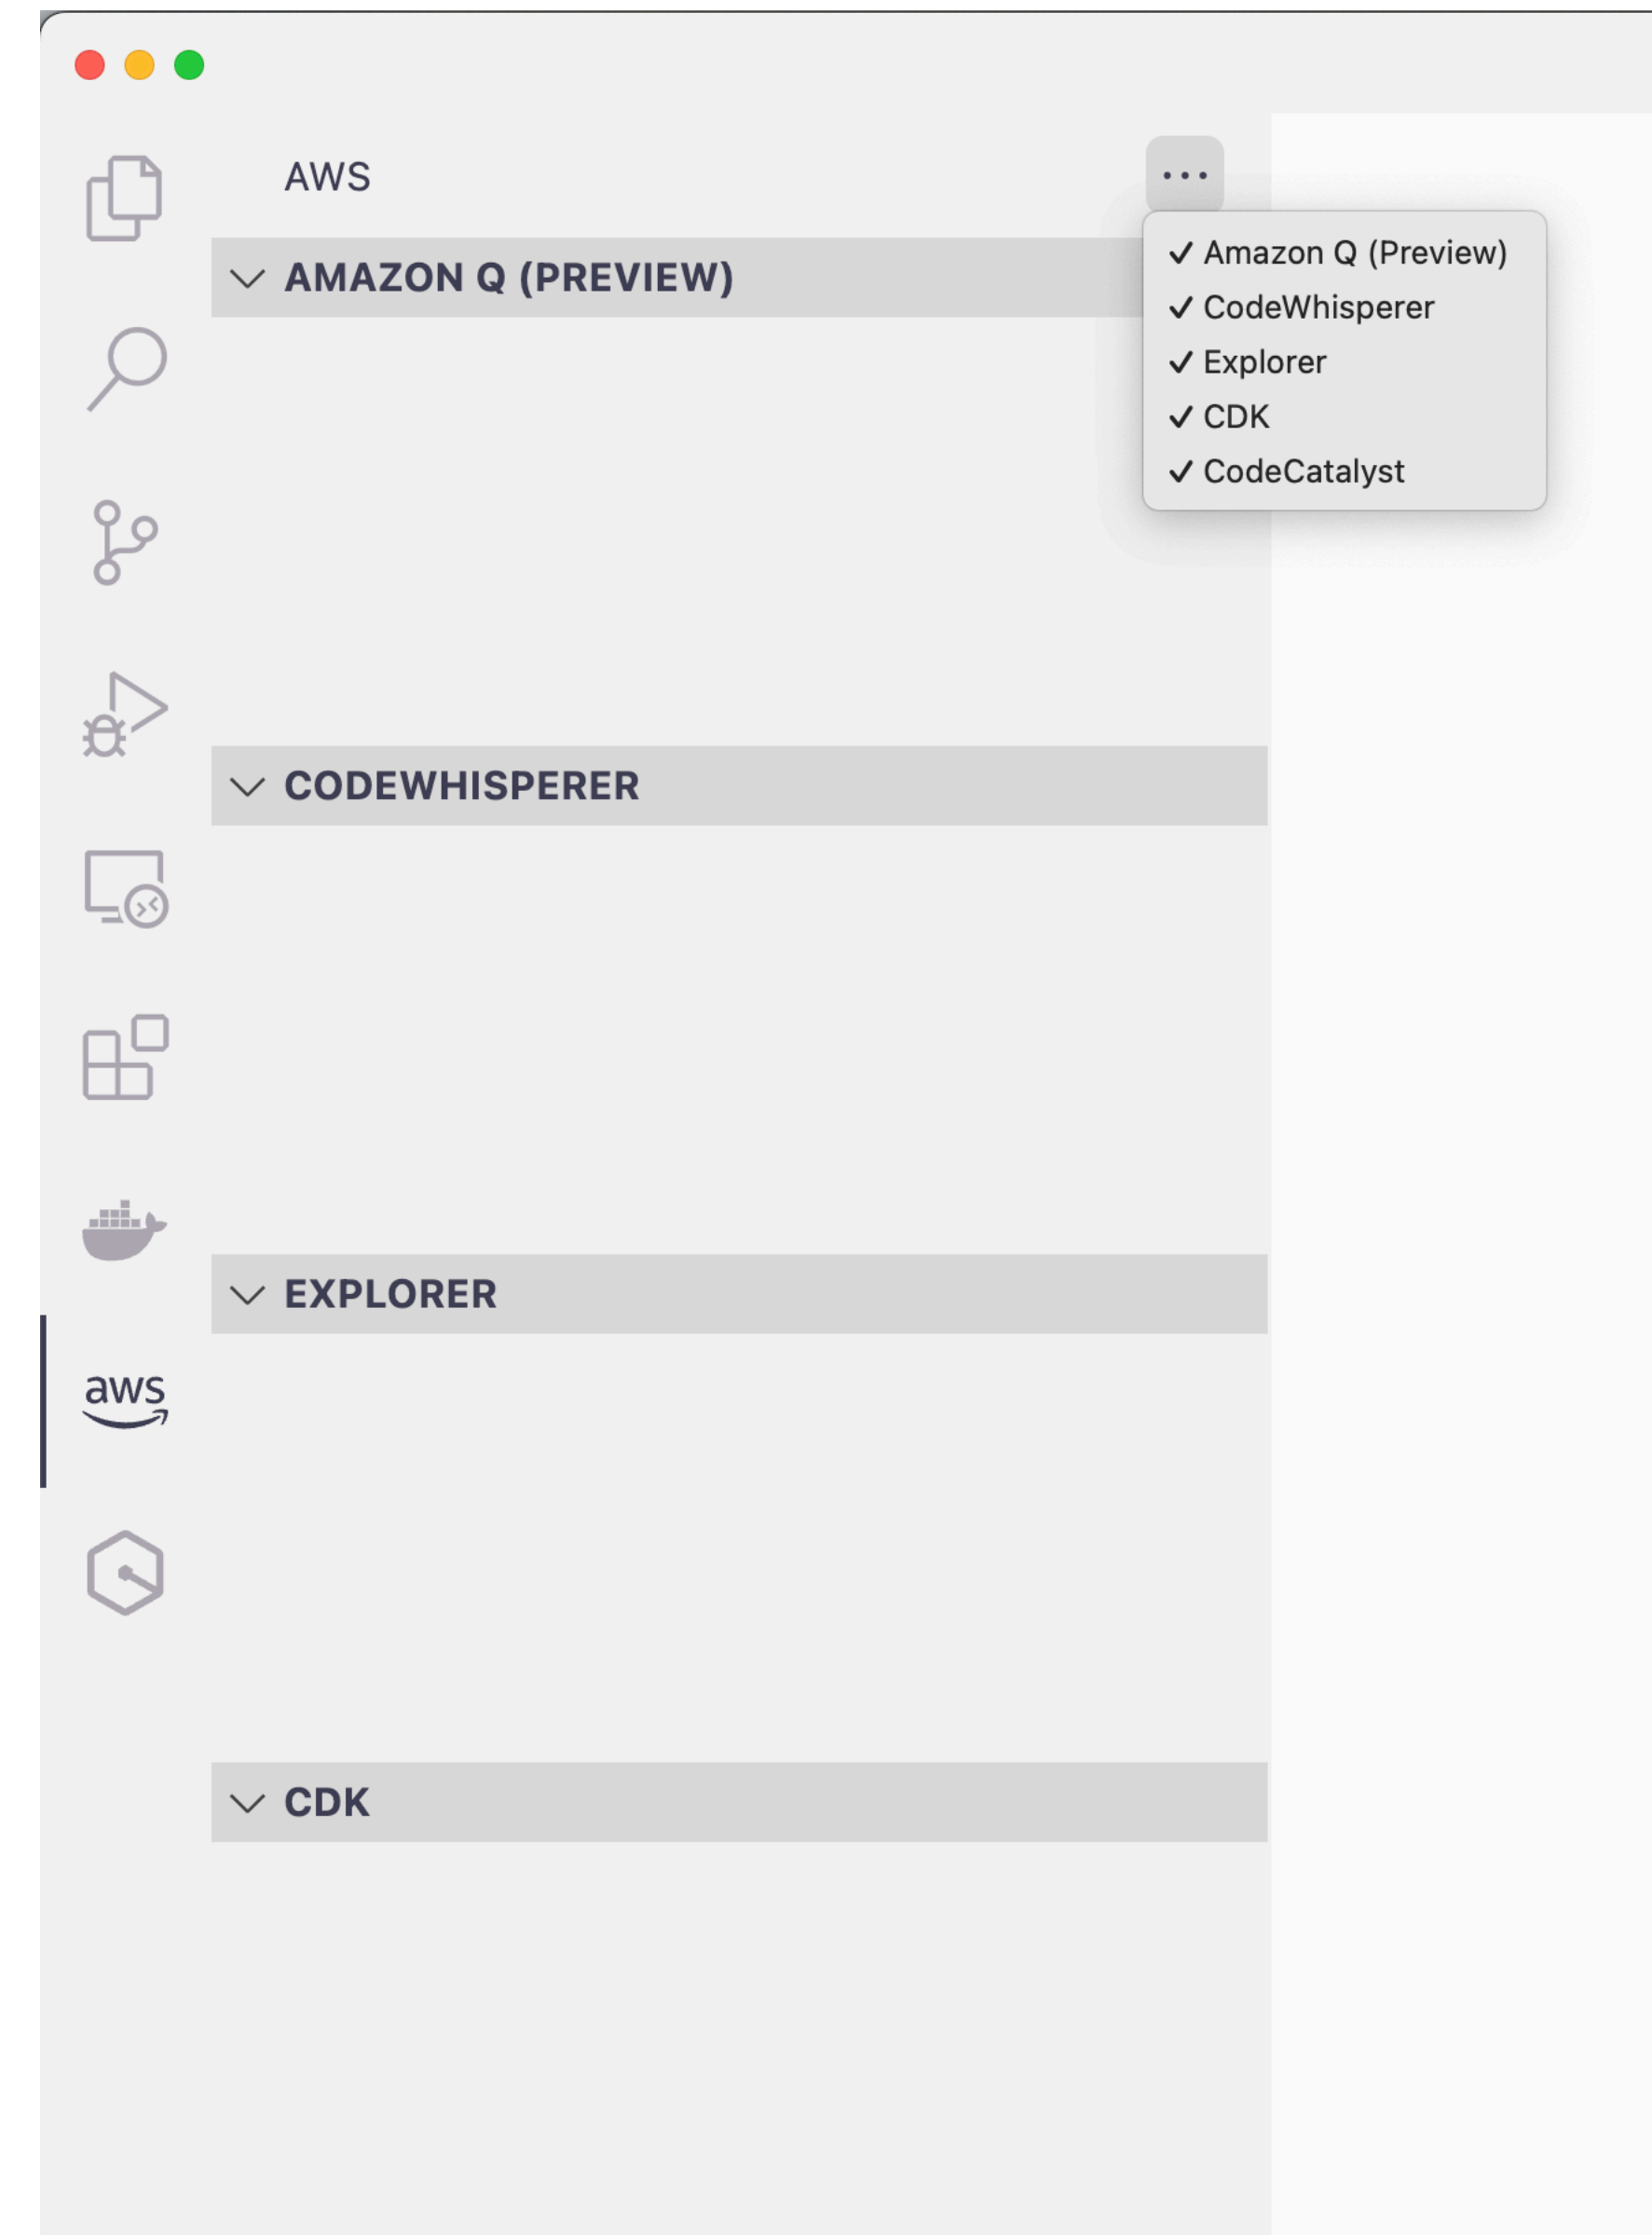 AWS
AMAZON Q (PREVIEW)
✓ Amazon Q (Preview)
✓ CodeWhisperer
✓ Explorer
✓ CDK
✓ CodeCatalyst
CODEWHISPERER
EXPLORER
aws
CDK